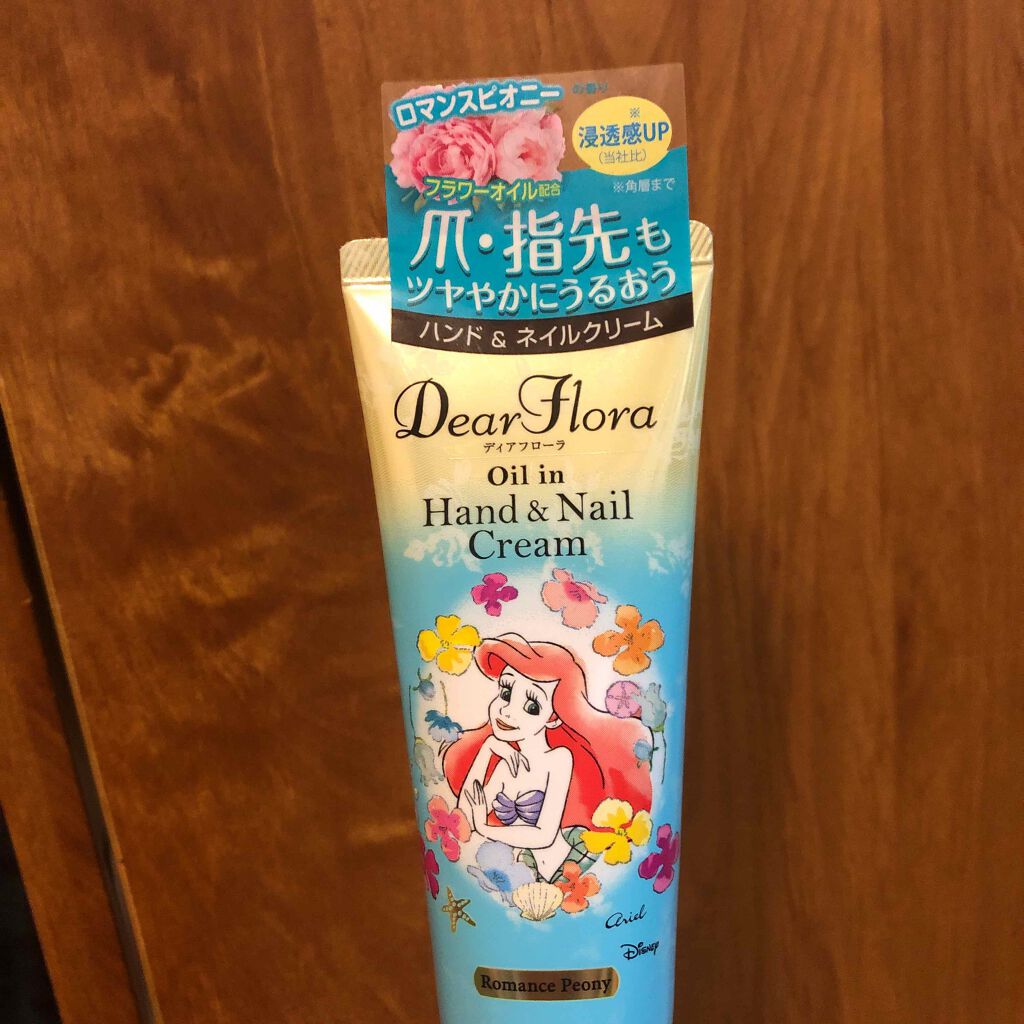 ロマンスピオニー の香り
※
浸透感UP
(当社比)
フラワーオイル配合
※角層まで
爪・指先も
ツヤやかにうるおう
ハンド & ネイルクリーム
Dear Flora
ディアフローラ
Oil in
Hand & Nail
Cream
ariel
Disney
Romance Peony